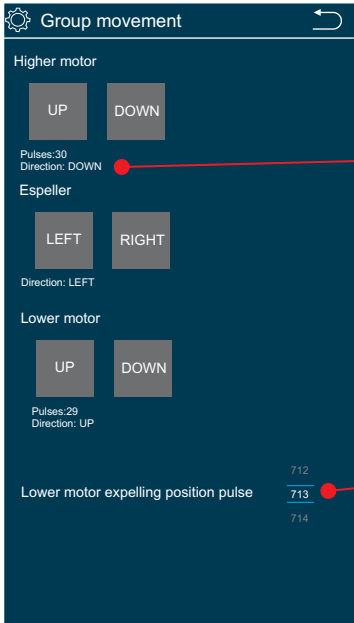 Group movement
Higher motor
UP DOWN
Pulses:30
Direction: DOWN
Espeller
LEFT RIGHT
Direction: LEFT
Lower motor
UP DOWN
Pulses:29
Direction: UP
712
Lower motor expelling position pulse 713
714